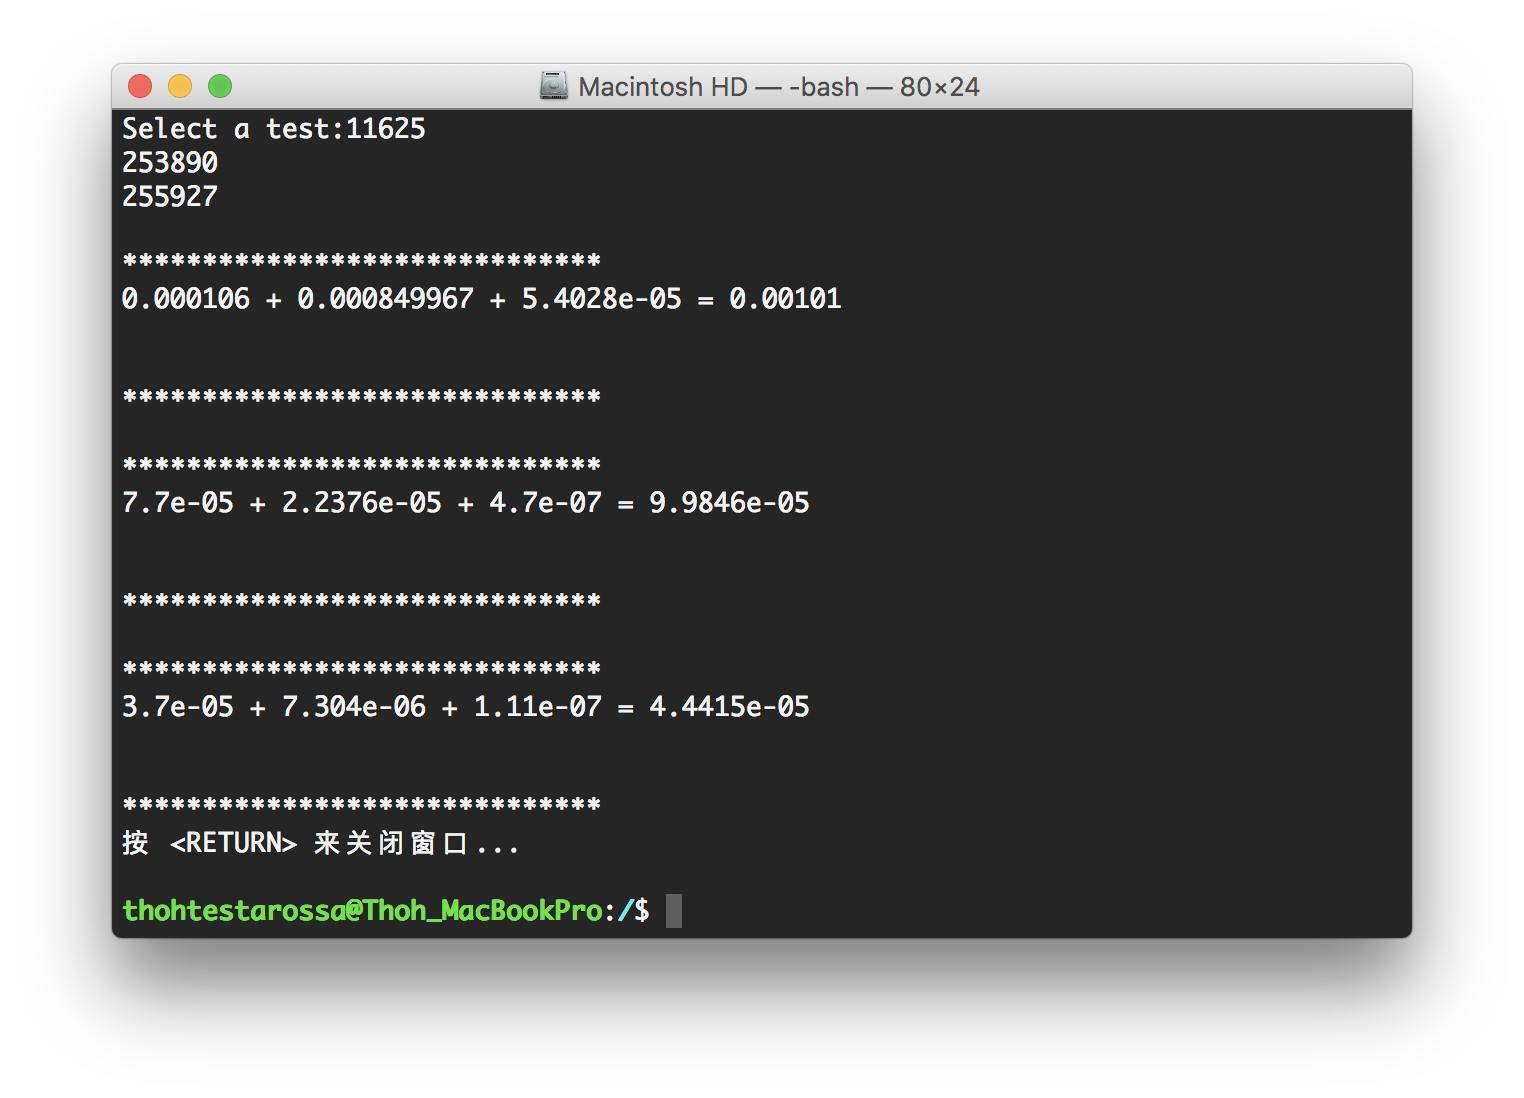 Macintosh HD — -bash — 80×24
Select a test:11625
253890
255927
******************************
0.000106 + 0.000849967 + 5.4028e-05 = 0.00101
******************************
******************************
7.7e-05 + 2.2376e-05 + 4.7e-07 = 9.9846e-05
******************************
******************************
3.7e-05 + 7.304e-06 + 1.11e-07 = 4.4415e-05
******************************
按 <RETURN> 来关闭窗口...
thohtestarossa@Thoh_MacBookPro:/$